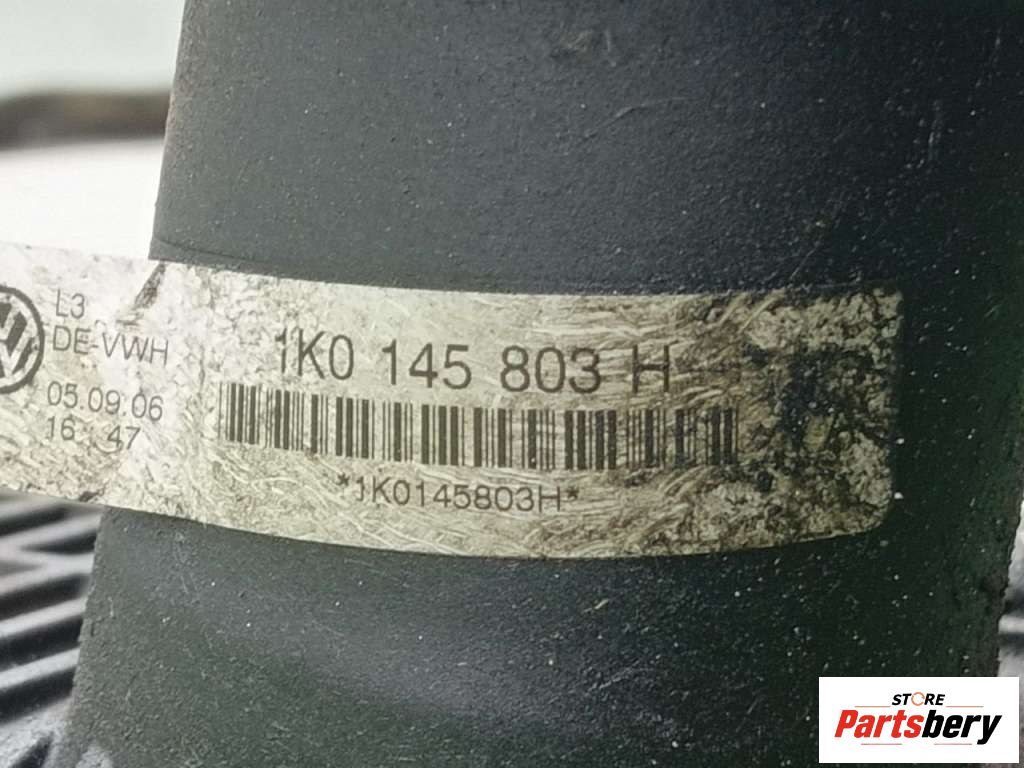 L3
DE-VWH
05.09.06
16 47
1K0 145 803 H
*1K0145803H*
STORE
Partsbery